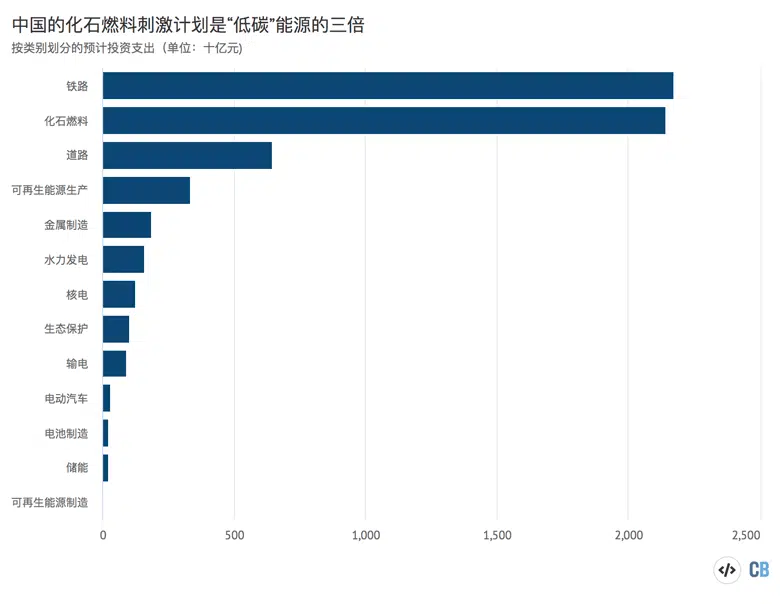 中国的化石燃料刺激计划是“低碳”能源的三倍
按类别划分的预计投资支出（单位：十亿元)
铁路
化石燃料
道路
可再生能源生产
金属制造
水力发电
核电
生态保护
输电
电动汽车
电池制造
储能
可再生能源制造
0 500 1,000 1,500 2,000 2,500
</> CB